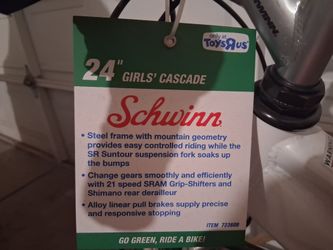 Only at
TOYSRUS
24" GIRLS' CASCADE
Schwinn
• Steel frame with mountain geometry
provides easy controlled riding while the
SR Suntour suspension fork soaks up
the bumps
• Change gears smoothly and efficiently
with 21 speed SRAM Grip-Shifters and
Shimano rear derailleur
• Alloy linear pull brakes supply precise
and responsive stopping
ITEM 733808
GO GREEN, RIDE A BIKE!